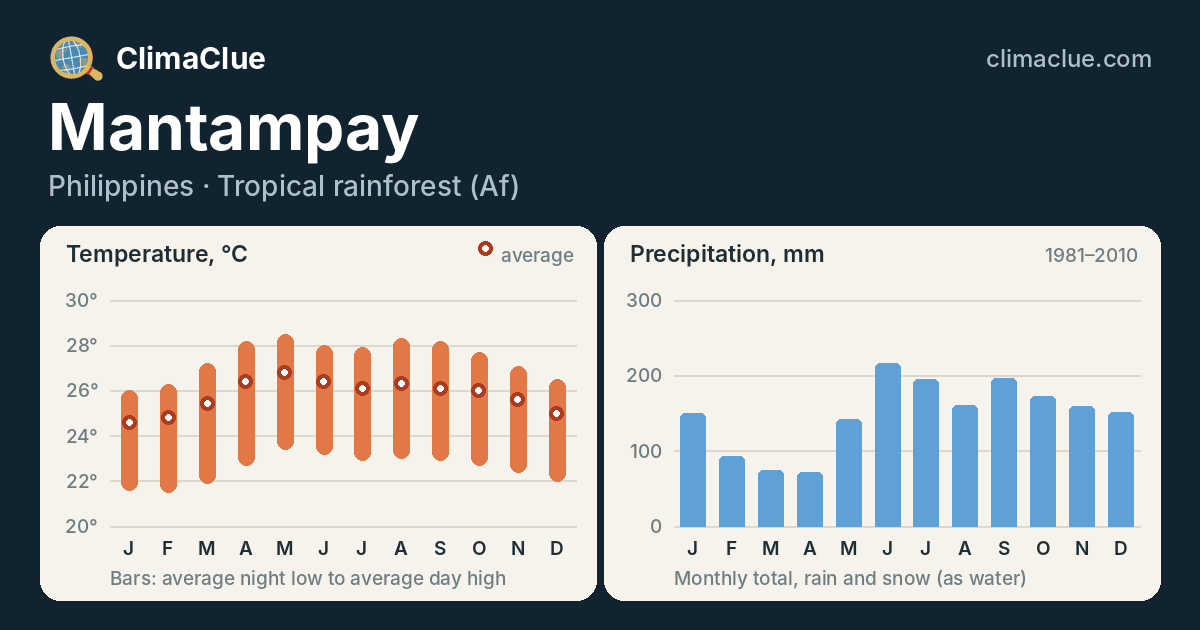 ClimaClue
climaclue.com
Mantampay
Philippines · Tropical rainforest (Af)
Temperature, °C
average
30°
28°
26°
24°
22°
20°
J F M A M J J A S O N D
Bars: average night low to average day high
Precipitation, mm
1981–2010
300
200
100
0
J F M A M J J A S O N D
Monthly total, rain and snow (as water)